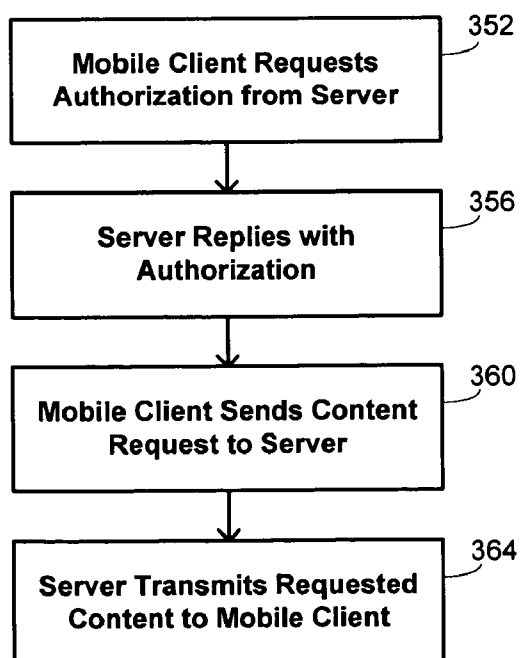 352
Mobile Client Requests
Authorization from Server
356
Server Replies with
Authorization
360
Mobile Client Sends Content
Request to Server
364
Server Transmits Requested
Content to Mobile Client